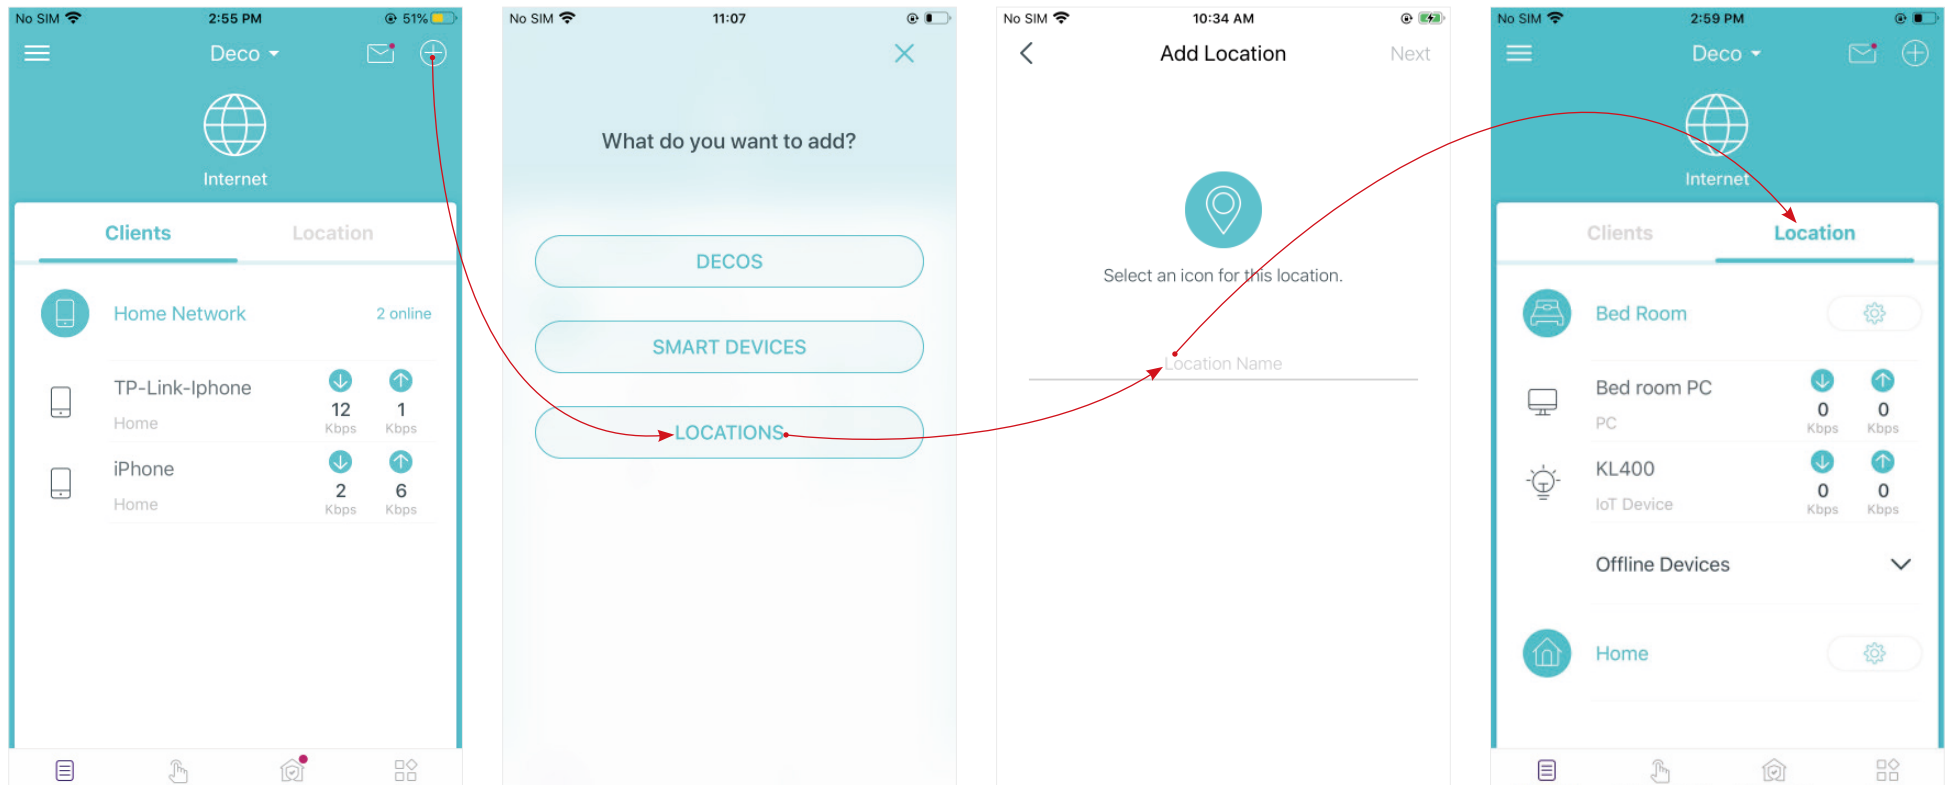 No SIM 2:55 PM 51%
Deco
Internet
Clients Location
Home Network 2 online
TP-Link-Iphone 12 1
Home Kbps Kbps
iPhone 2 6
Home Kbps Kbps
No SIM 11:07
What do you want to add?
DECOS
SMART DEVICES
LOCATIONS
No SIM 10:34 AM
Add Location Next
Select an icon for this location.
Location Name
No SIM 2:59 PM
Deco
Internet
Clients Location
Bed Room
Bed room PC 0 0
PC Kbps Kbps
KL400 0 0
IoT Device Kbps Kbps
Offline Devices
Home